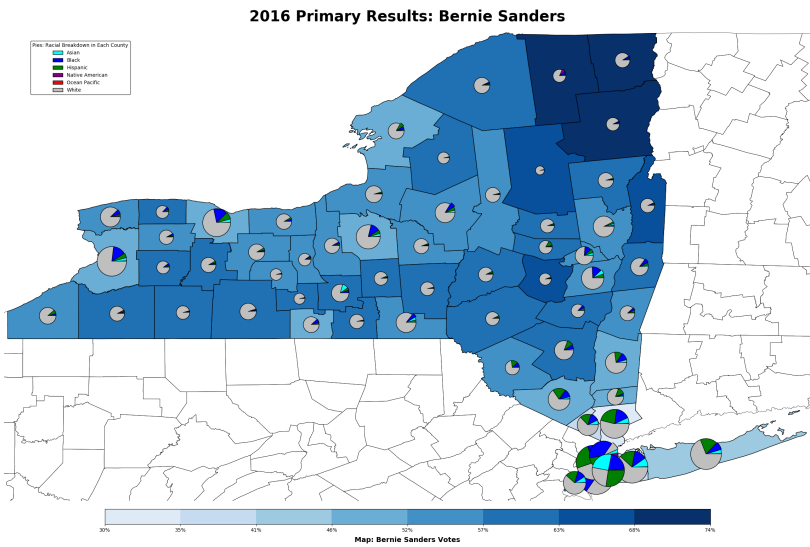 2016 Primary Results: Bernie Sanders
Pies: Racial Breakdown in Each County
Asian
Black
Hispanic
Native American
Ocean Pacific
White
30% 35% 41% 46% 52% 57% 63% 68% 74%
Map: Bernie Sanders Votes